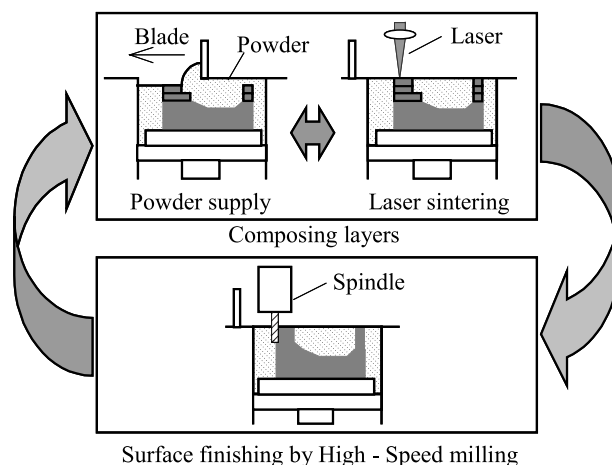 Blade
Powder
Laser
Powder supply
Laser sintering
Composing layers
Spindle
Surface finishing by High - Speed milling